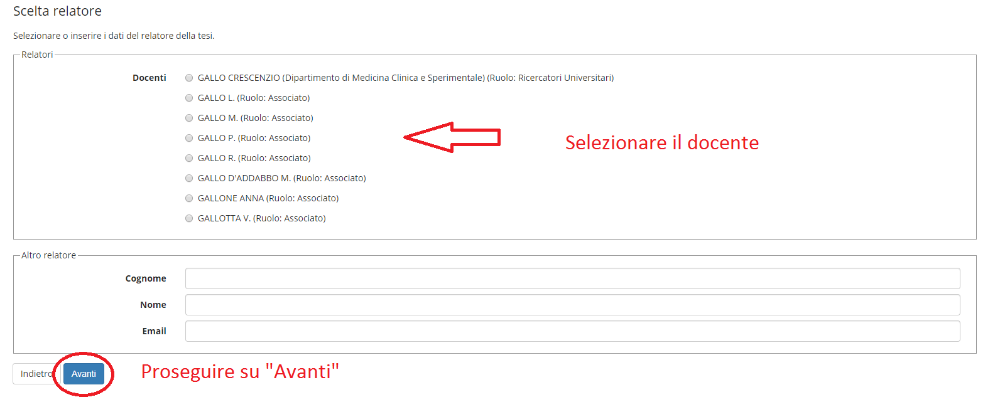 Scelta relatore
Selezionare o inserire i dati del relatore della tesi.
Relatori
Docenti
GALLO CRESCENZIO (Dipartimento di Medicina Clinica e Sperimentale) (Ruolo: Ricercatori Universitari)
GALLO L. (Ruolo: Associato)
GALLO M. (Ruolo: Associato)
GALLO P. (Ruolo: Associato)
Selezionare il docente
GALLO R. (Ruolo: Associato)
GALLO D'ADDABBO M. (Ruolo: Associato)
GALLONE ANNA (Ruolo: Associato)
GALLOTTA V. (Ruolo: Associato)
Altro relatore
Cognome
Nome
Email
Indietro
Avanti
Proseguire su "Avanti"